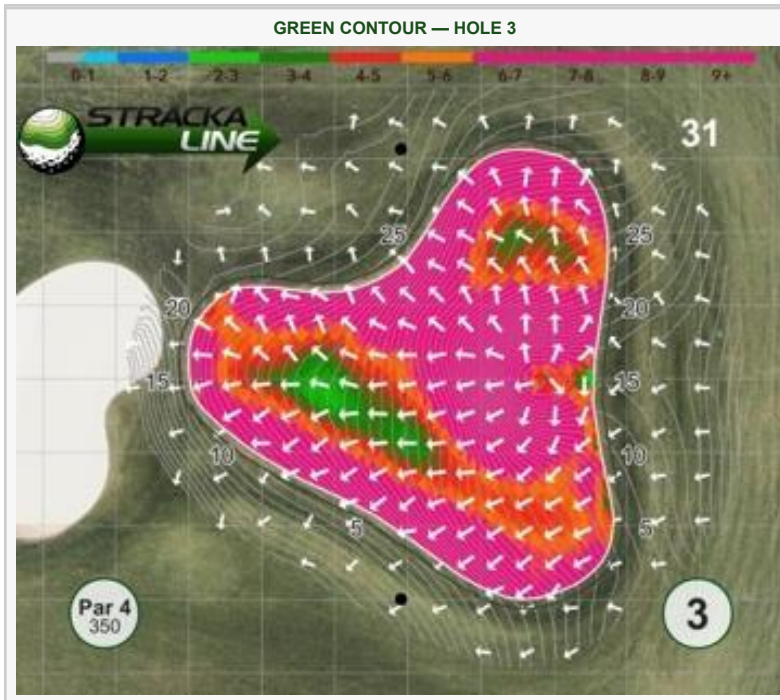 GREEN CONTOUR — HOLE 3
0-1 1-2 2-3 3-4 4-5 5-6 6-7 7-8 8-9 9+
STRACKA
LINE
31
25 25
20 20
15 15
10 10
5 5
Par 4
350
3